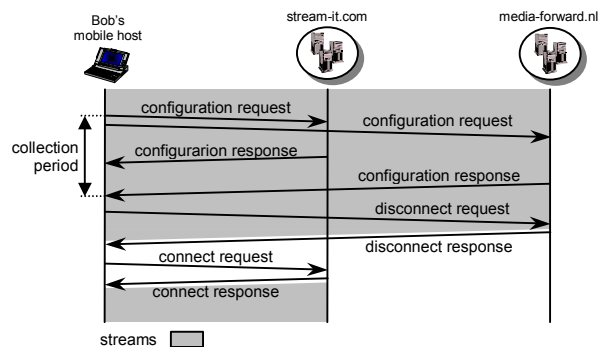 Bob's
mobile host
stream-it.com
media-forward.nl
configuration request
configuration request
collection
period
configurarion response
configuration response
disconnect request
disconnect response
connect request
connect response
streams